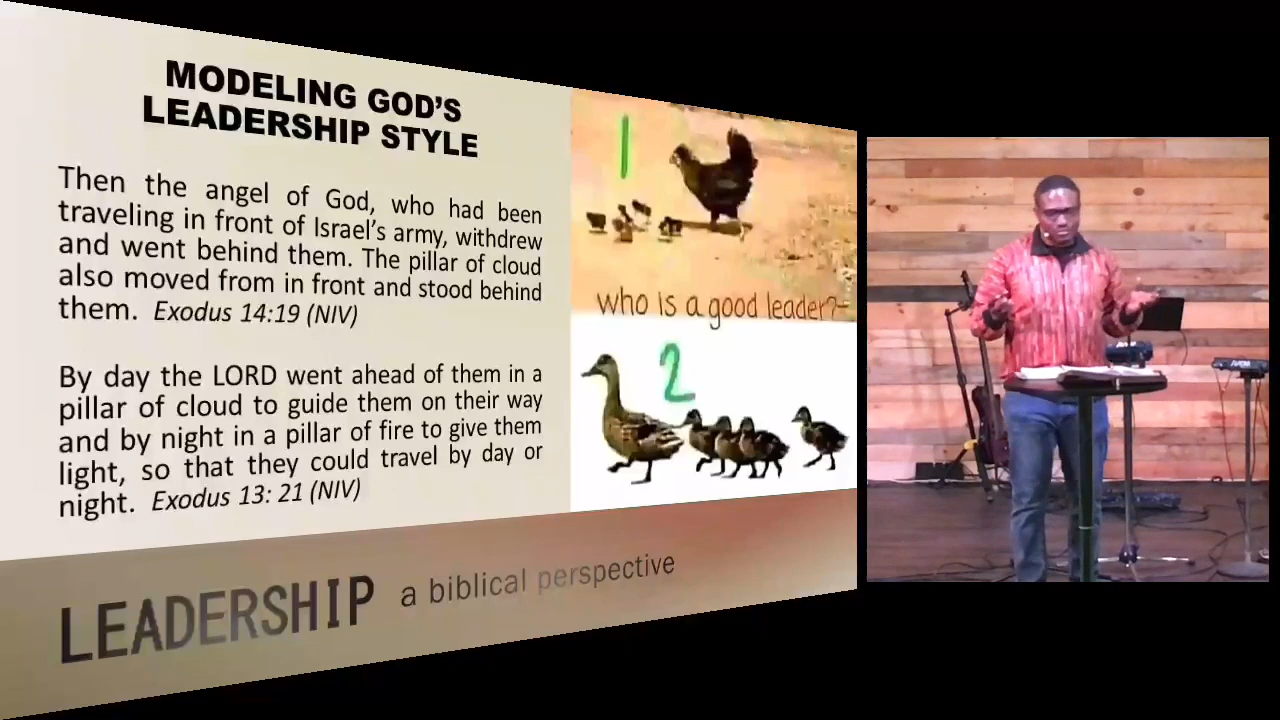 MODELING GOD'S
LEADERSHIP STYLE
Then the angel of God, who had been
traveling in front of Israel's army, withdrew
and went behind them. The pillar of cloud
also moved from in front and stood behind
them. Exodus 14:19 (NIV)
By day the LORD went ahead of them in a
pillar of cloud to guide them on their way
and by night in a pillar of fire to give them
light, so that they could travel by day or
night. Exodus 13: 21 (NIV)
1
who is a good leader?
2
LEADERSHIP a biblical perspective